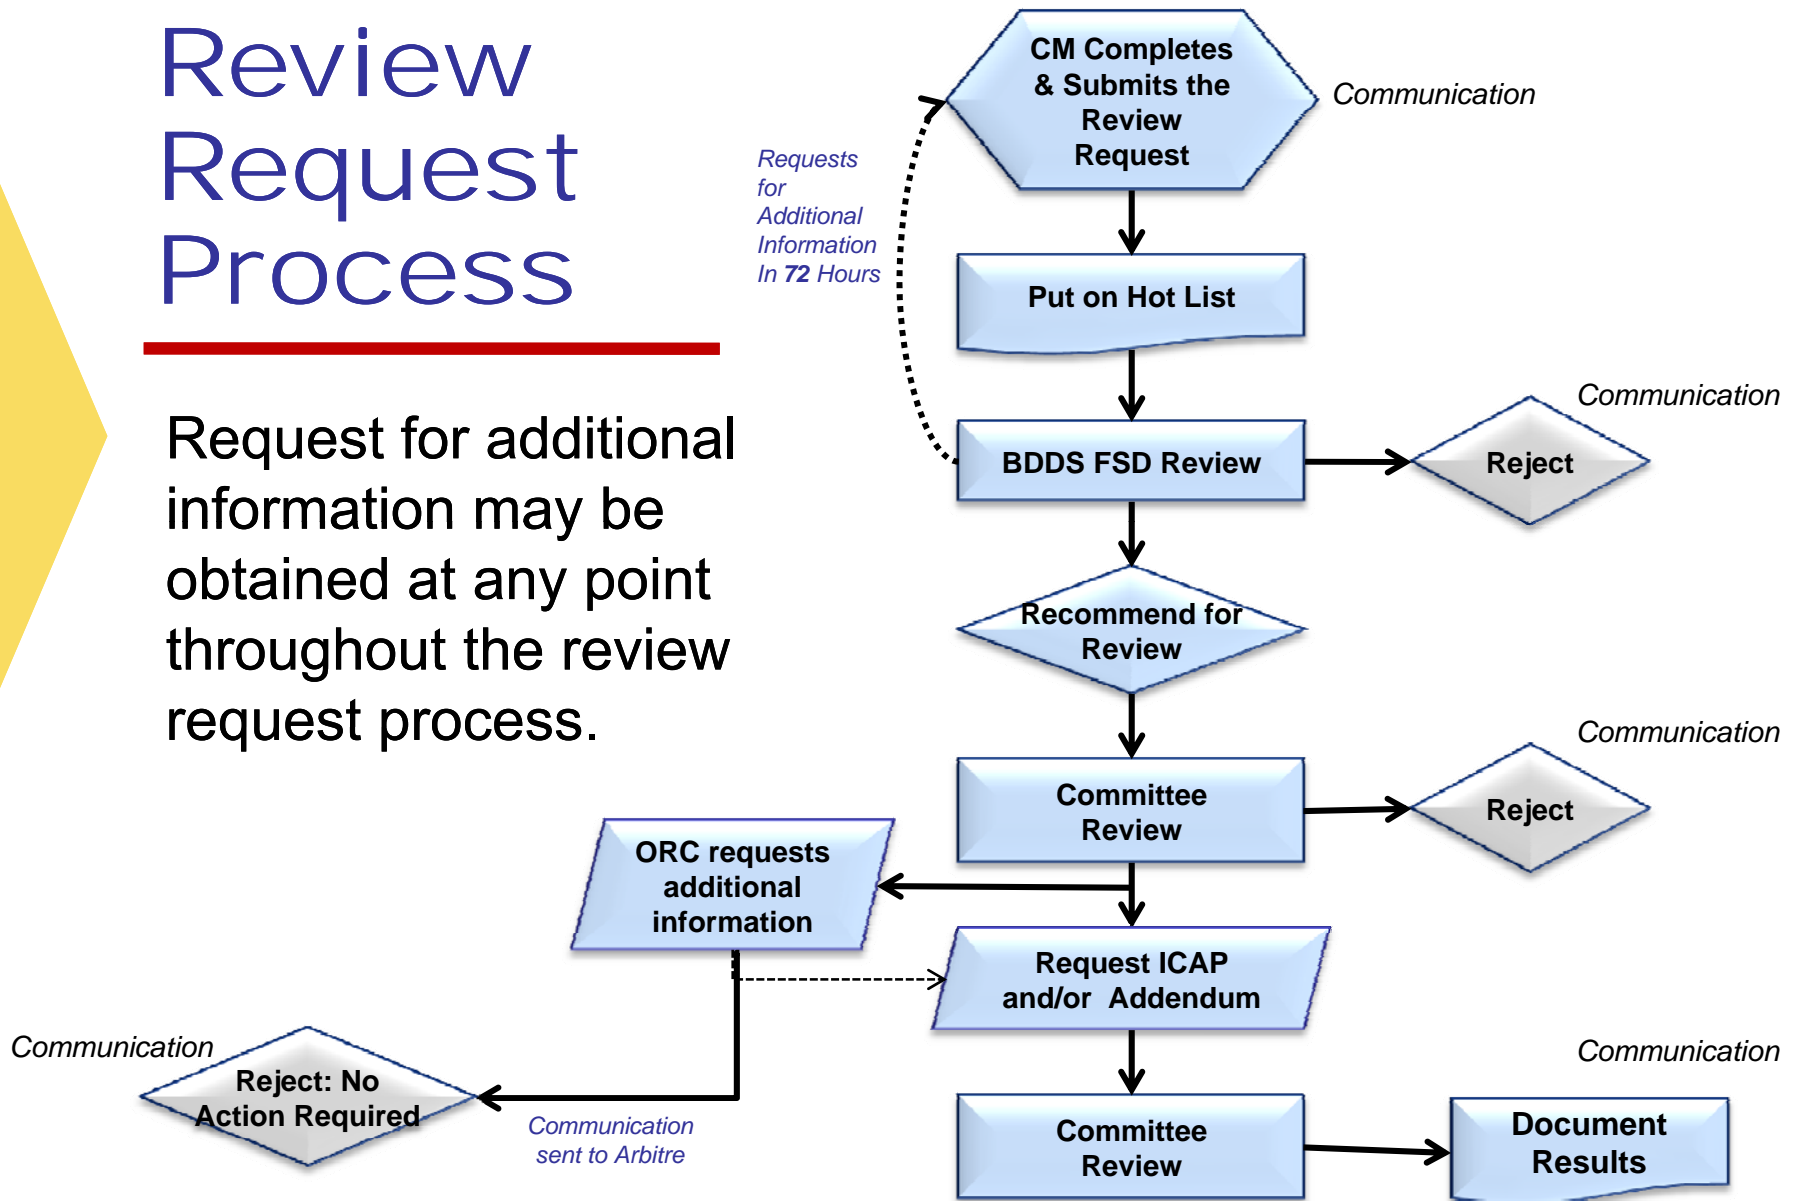 Review
Request
Process
Request for additional
information may be
obtained at any point
throughout the review
request process.
CM Completes
& Submits the
Review
Request
Communication
Requests
for
Additional
Information
In 72 Hours
Put on Hot List
BDDS FSD Review
Communication
Reject
Recommend for
Review
Committee
Review
Communication
Reject
ORC requests
additional
information
Request ICAP
and/or Addendum
Communication
Reject: No
Action Required
Communication
sent to Arbitre
Committee
Review
Communication
Document
Results